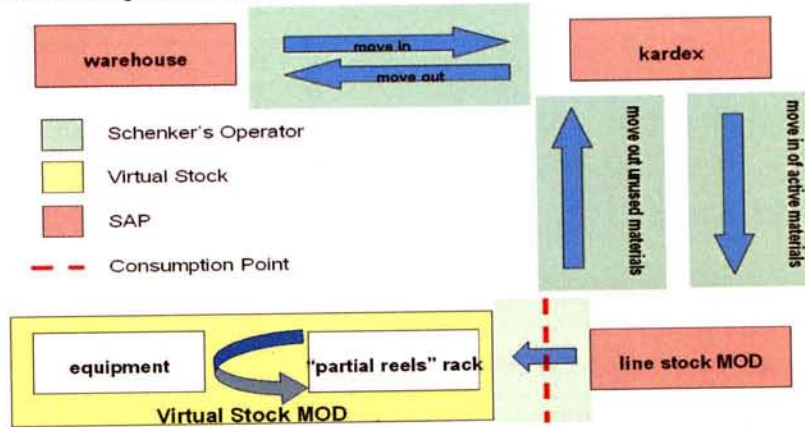 warehouse
move in
move out
kardex
Schenker's Operator
Virtual Stock
SAP
Consumption Point
move out unused materials
move in of active materials
equipment
"partial reels" rack
line stock MOD
Virtual Stock MOD